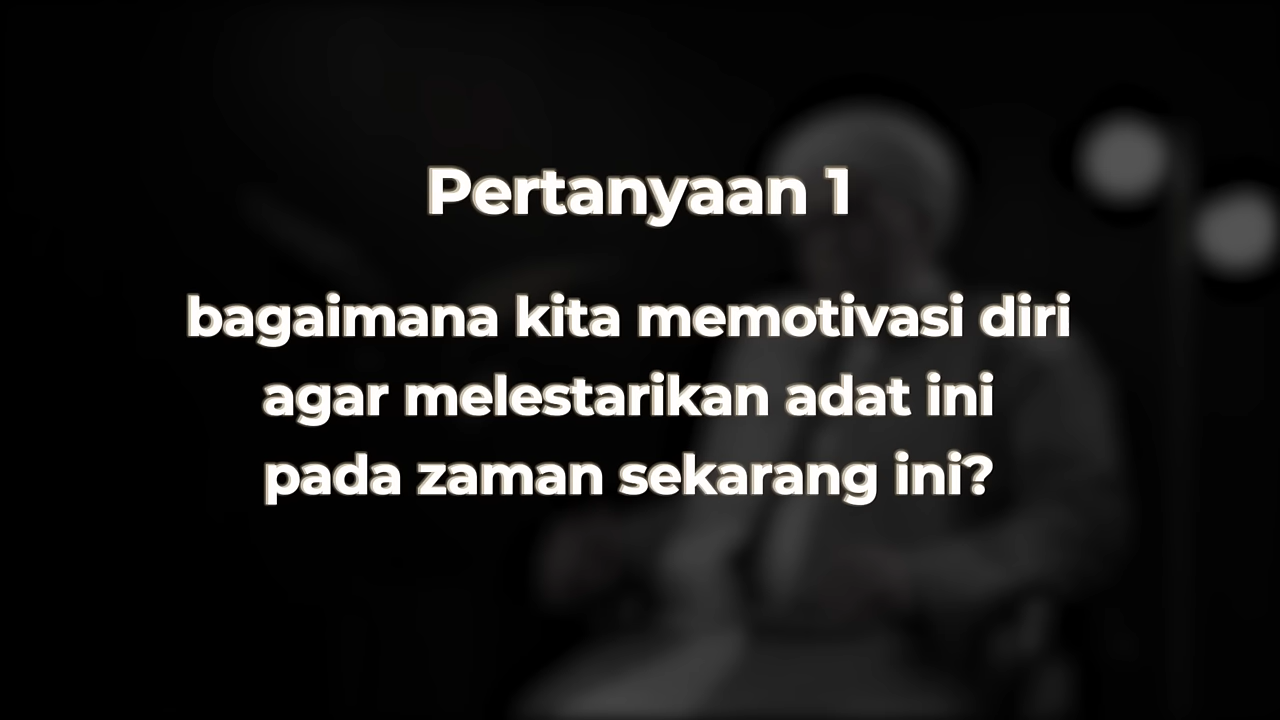 Pertanyaan 1
bagaimana kita memotivasi diri
agar melestarikan adat ini
pada zaman sekarang ini?